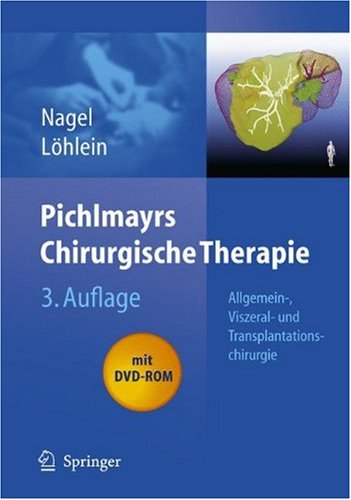 Nagel
Löhlein
Pichlmayrs
Chirurgische Therapie
3. Auflage
Allgemein-,
Viszeral- und
Transplantations-
chirurgie
mit
DVD-ROM
Springer